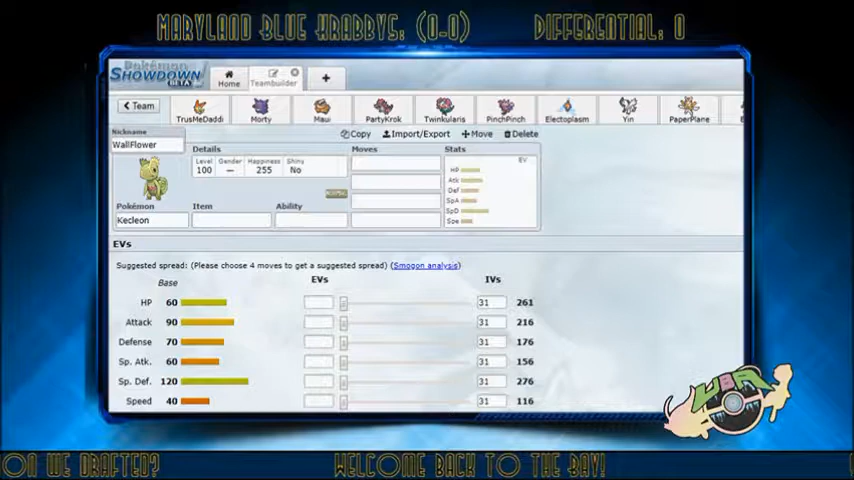 MARYLAND BLUE KRABBYS: (0-0) DIFFERENTIAL: 0
Pokémon
SHOWDOWN
BETA
Home
Teambuilder
+
< Team
TrusMeDaddi
Morty
Maui
PartyKrok
Twinkularis
PinchPinch
Electoplasm
Yin
PaperPlane
Copy Import/Export Move Delete
Nickname
WallFlower
Details
Level Gender Happiness Shiny
100 — 255 No
NORMAL
Moves
Stats
EV
HP
Atk
Def
SpA
SpD
Spe
Pokémon Item Ability
Kecleon
EVs
Suggested spread: (Please choose 4 moves to get a suggested spread) (Smogon analysis)
Base EVs IVs
HP 60 31 261
Attack 90 31 216
Defense 70 31 176
Sp. Atk. 60 31 156
Sp. Def. 120 31 276
Speed 40 31 116
UBA
ON WE DRAFTED? WELCOME BACK TO THE BAY!